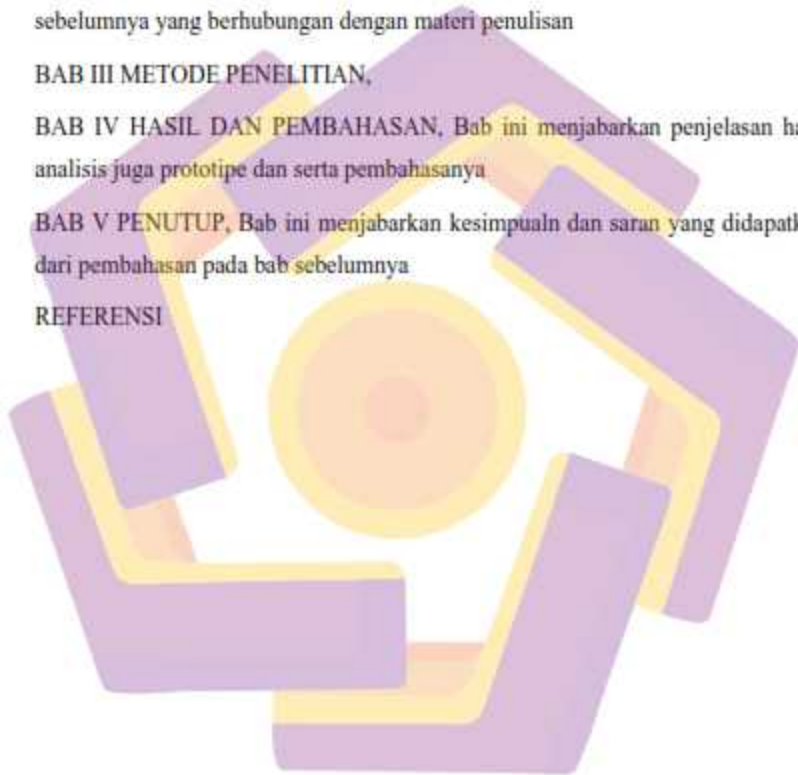 sebelumnya yang berhubungan dengan materi penulisan
BAB III METODE PENELITIAN,
BAB IV HASIL DAN PEMBAHASAN, Bab ini menjabarkan penjelasan ha
analisis juga prototipe dan serta pembahasanya
BAB V PENUTUP, Bab ini menjabarkan kesimpualn dan saran yang didapatk
dari pembahasan pada bab sebelumnya
REFERENSI